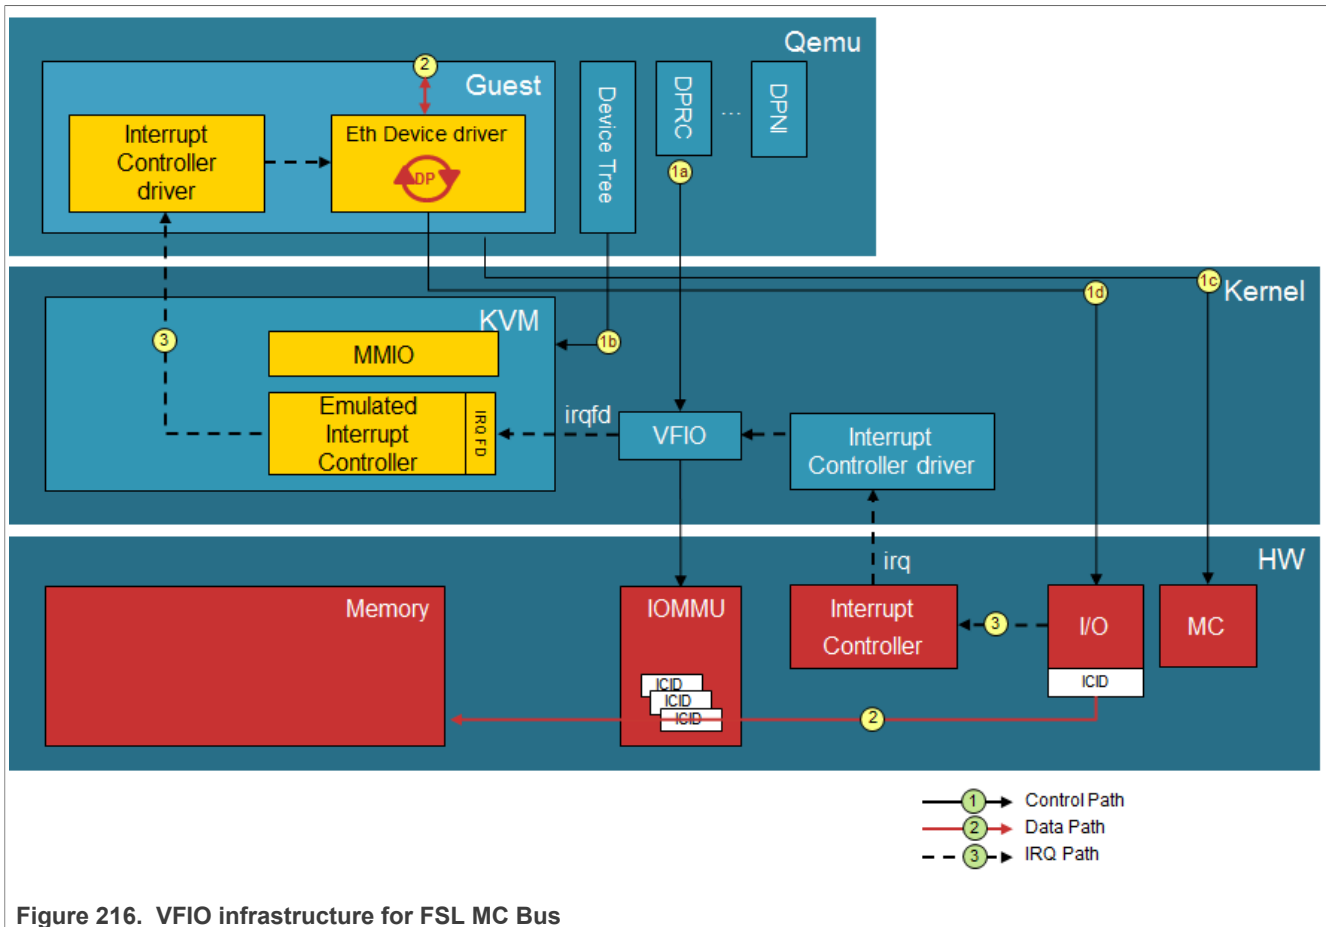 Qemu
Guest
2
Interrupt
Controller
driver
Eth Device driver
DP
Device Tree
DPRC
...
DPNI
1a
Kernel
1c
1d
KVM
1b
3
MMIO
Emulated
Interrupt
Controller
IRQ FD
irqfd
VFIO
Interrupt
Controller driver
HW
irq
Memory
IOMMU
ICID
ICID
ICID
Interrupt
Controller
3
I/O
ICID
MC
2
1 Control Path
2 Data Path
3 IRQ Path
Figure 216. VFIO infrastructure for FSL MC Bus